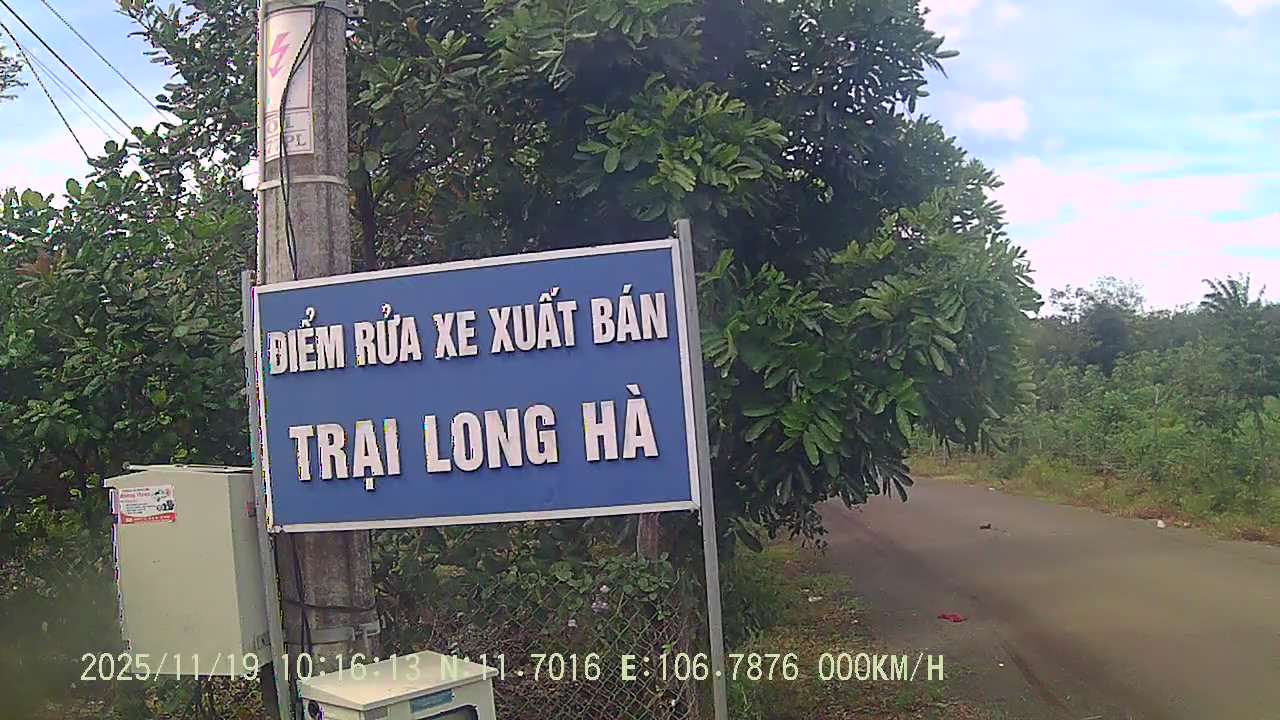 ĐIỂM RỬA XE XUẤT BÁN
TRẠI LONG HÀ
2025/11/19 10:16:13 N:11.7016 E:106.7876 000KM/H